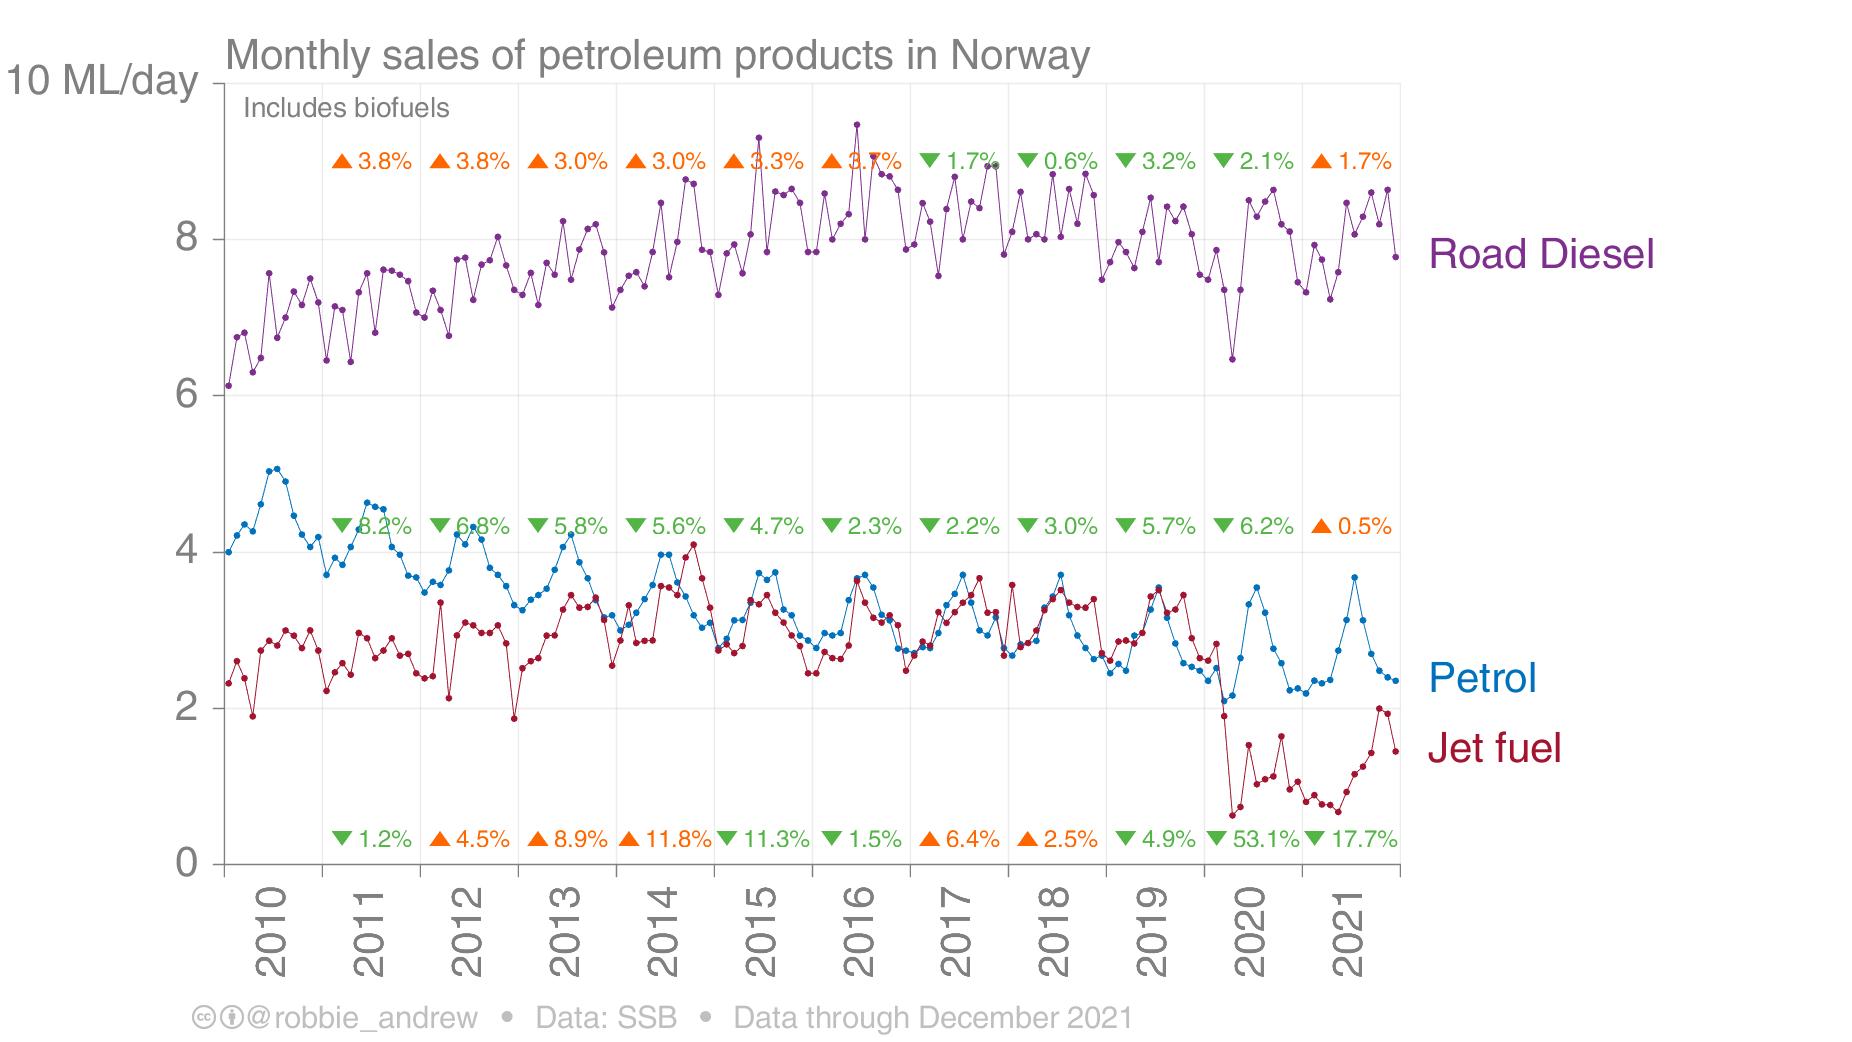 Monthly sales of petroleum products in Norway
10 ML/day
Includes biofuels
▲ 3.8% ▲ 3.8% ▲ 3.0% ▲ 3.0% ▲ 3.3% ▲ 3.7% ▼ 1.7% ▼ 0.6% ▼ 3.2% ▼ 2.1% ▲ 1.7%
8
Road Diesel
6
▼ 8.2% ▼ 6.8% ▼ 5.8% ▼ 5.6% ▼ 4.7% ▼ 2.3% ▼ 2.2% ▼ 3.0% ▼ 5.7% ▼ 6.2% ▲ 0.5%
4
Petrol
2
Jet fuel
▼ 1.2% ▲ 4.5% ▲ 8.9% ▲ 11.8% ▼ 11.3% ▼ 1.5% ▲ 6.4% ▲ 2.5% ▼ 4.9% ▼ 53.1% ▼ 17.7%
0
2010 2011 2012 2013 2014 2015 2016 2017 2018 2019 2020 2021
@robbie_andrew • Data: SSB • Data through December 2021